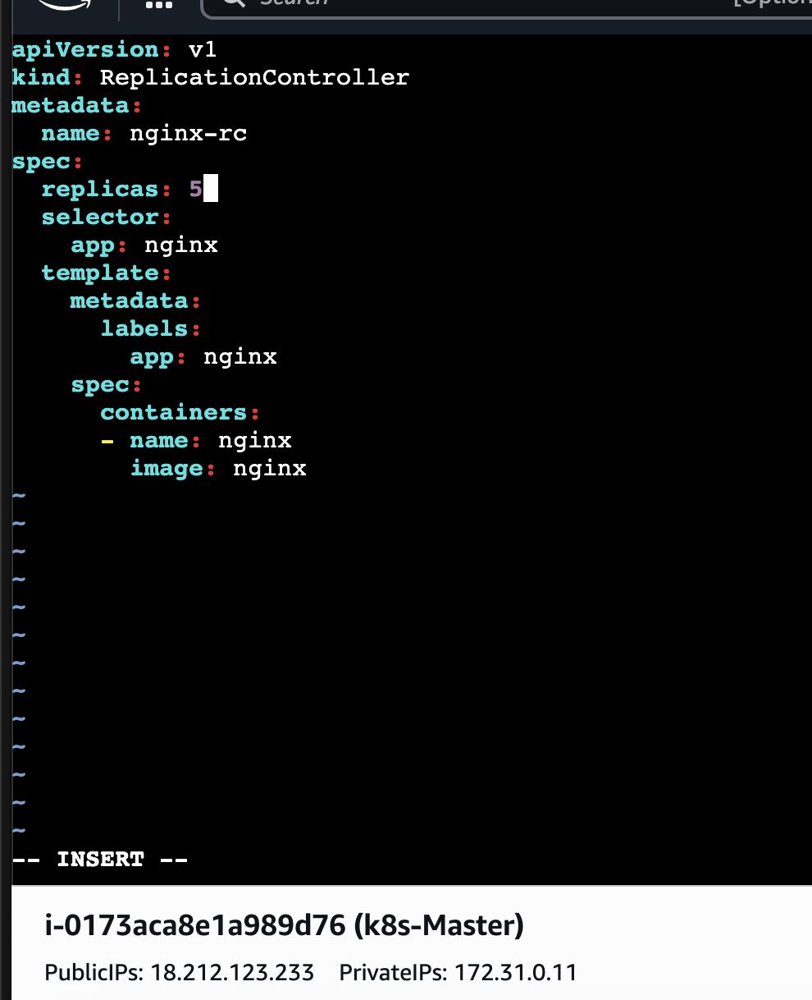 Search
apiVersion: v1
kind: ReplicationController
metadata:
  name: nginx-rc
spec:
  replicas: 5
  selector:
    app: nginx
  template:
    metadata:
      labels:
        app: nginx
    spec:
      containers:
      - name: nginx
        image: nginx
~
~
~
~
~
~
~
~
~
~
~
~
~
-- INSERT --
i-0173aca8e1a989d76 (k8s-Master)
PublicIPs: 18.212.123.233 PrivateIPs: 172.31.0.11